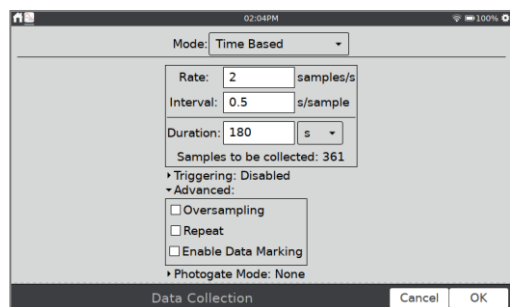 02:04PM 100%
Mode: Time Based
Rate: 2 samples/s
Interval: 0.5 s/sample
Duration: 180 s
Samples to be collected: 361
Triggering: Disabled
Advanced:
Oversampling
Repeat
Enable Data Marking
Photogate Mode: None
Data Collection Cancel OK